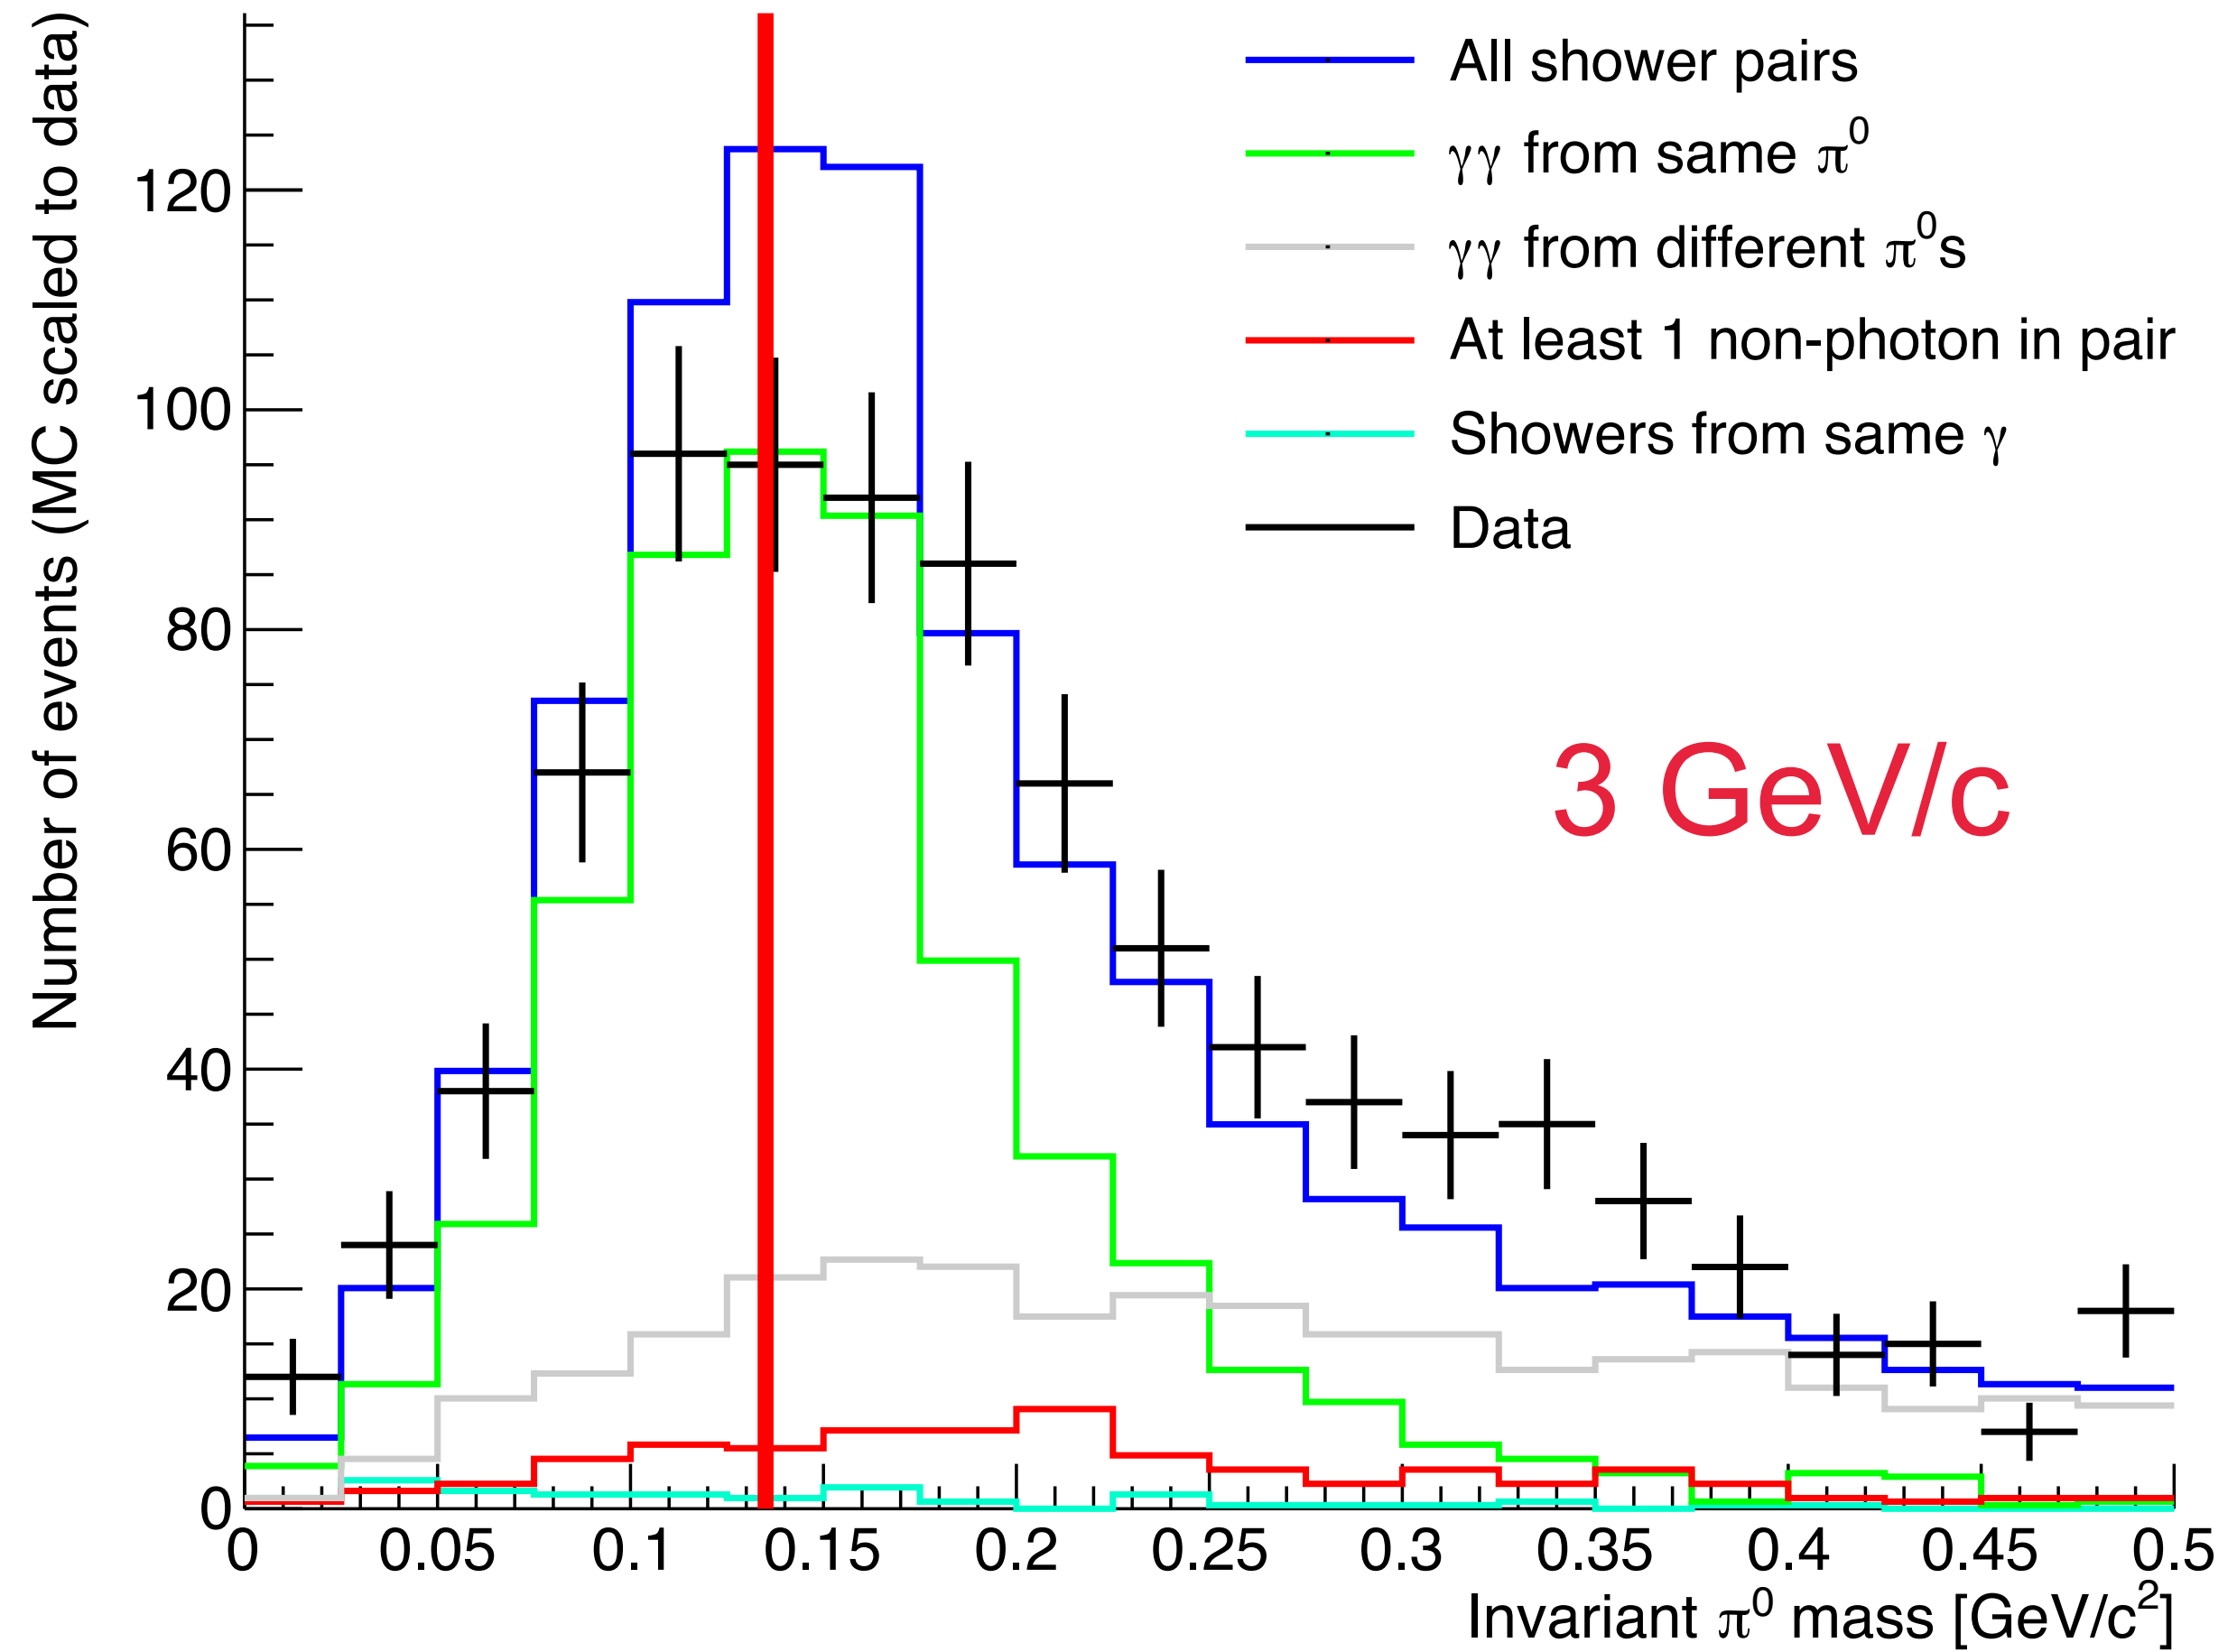 Number of events (MC scaled to data)
120
100
80
60
40
20
0
All shower pairs
γγ from same π⁰
γγ from different π⁰s
At least 1 non-photon in pair
Showers from same γ
Data
3 GeV/c
0 0.05 0.1 0.15 0.2 0.25 0.3 0.35 0.4 0.45 0.5
Invariant π⁰ mass [GeV/c²]